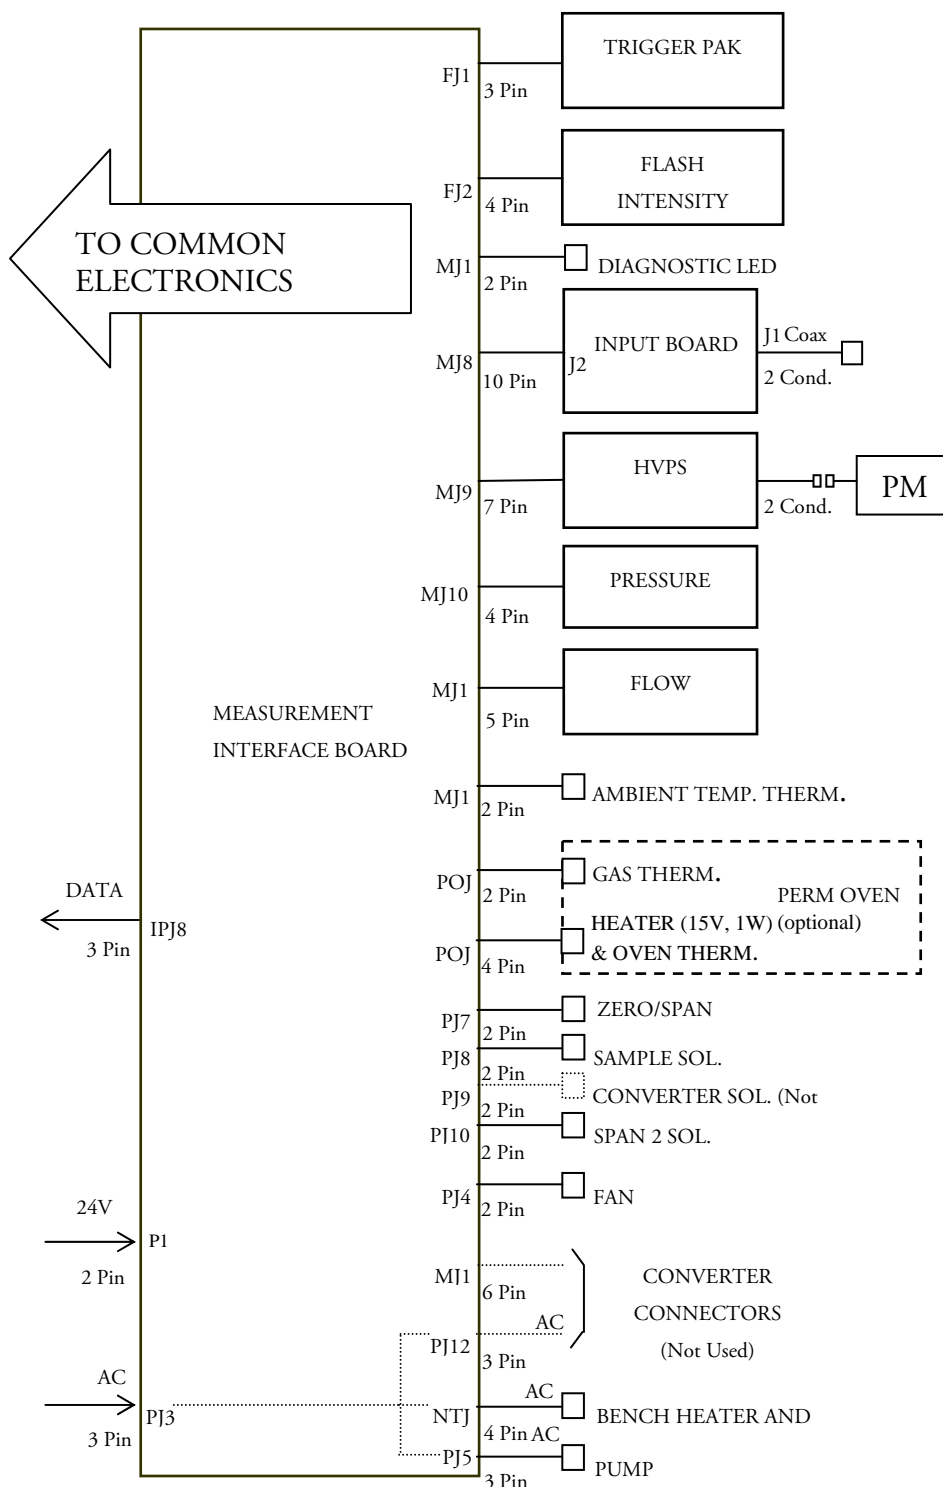 TRIGGER PAK
FJ1
3 Pin
FLASH
INTENSITY
FJ2
4 Pin
TO COMMON
ELECTRONICS
MJ1
2 Pin
DIAGNOSTIC LED
MJ8
10 Pin
J2
INPUT BOARD
J1 Coax
2 Cond.
HVPS
MJ9
7 Pin
2 Cond.
PM
PRESSURE
MJ10
4 Pin
FLOW
MJ1
5 Pin
MEASUREMENT
INTERFACE BOARD
MJ1
2 Pin
AMBIENT TEMP. THERM.
POJ
2 Pin
GAS THERM.
PERM OVEN
(optional)
POJ
4 Pin
HEATER (15V, 1W)
& OVEN THERM.
DATA
IPJ8
3 Pin
PJ7
2 Pin
ZERO/SPAN
PJ8
2 Pin
SAMPLE SOL.
PJ9
2 Pin
CONVERTER SOL. (Not
PJ10
2 Pin
SPAN 2 SOL.
PJ4
2 Pin
FAN
24V
P1
2 Pin
MJ1
6 Pin
CONVERTER
CONNECTORS
(Not Used)
PJ12
AC
3 Pin
AC
PJ3
3 Pin
NTJ
AC
4 Pin
BENCH HEATER AND
PJ5
AC
3 Pin
PUMP